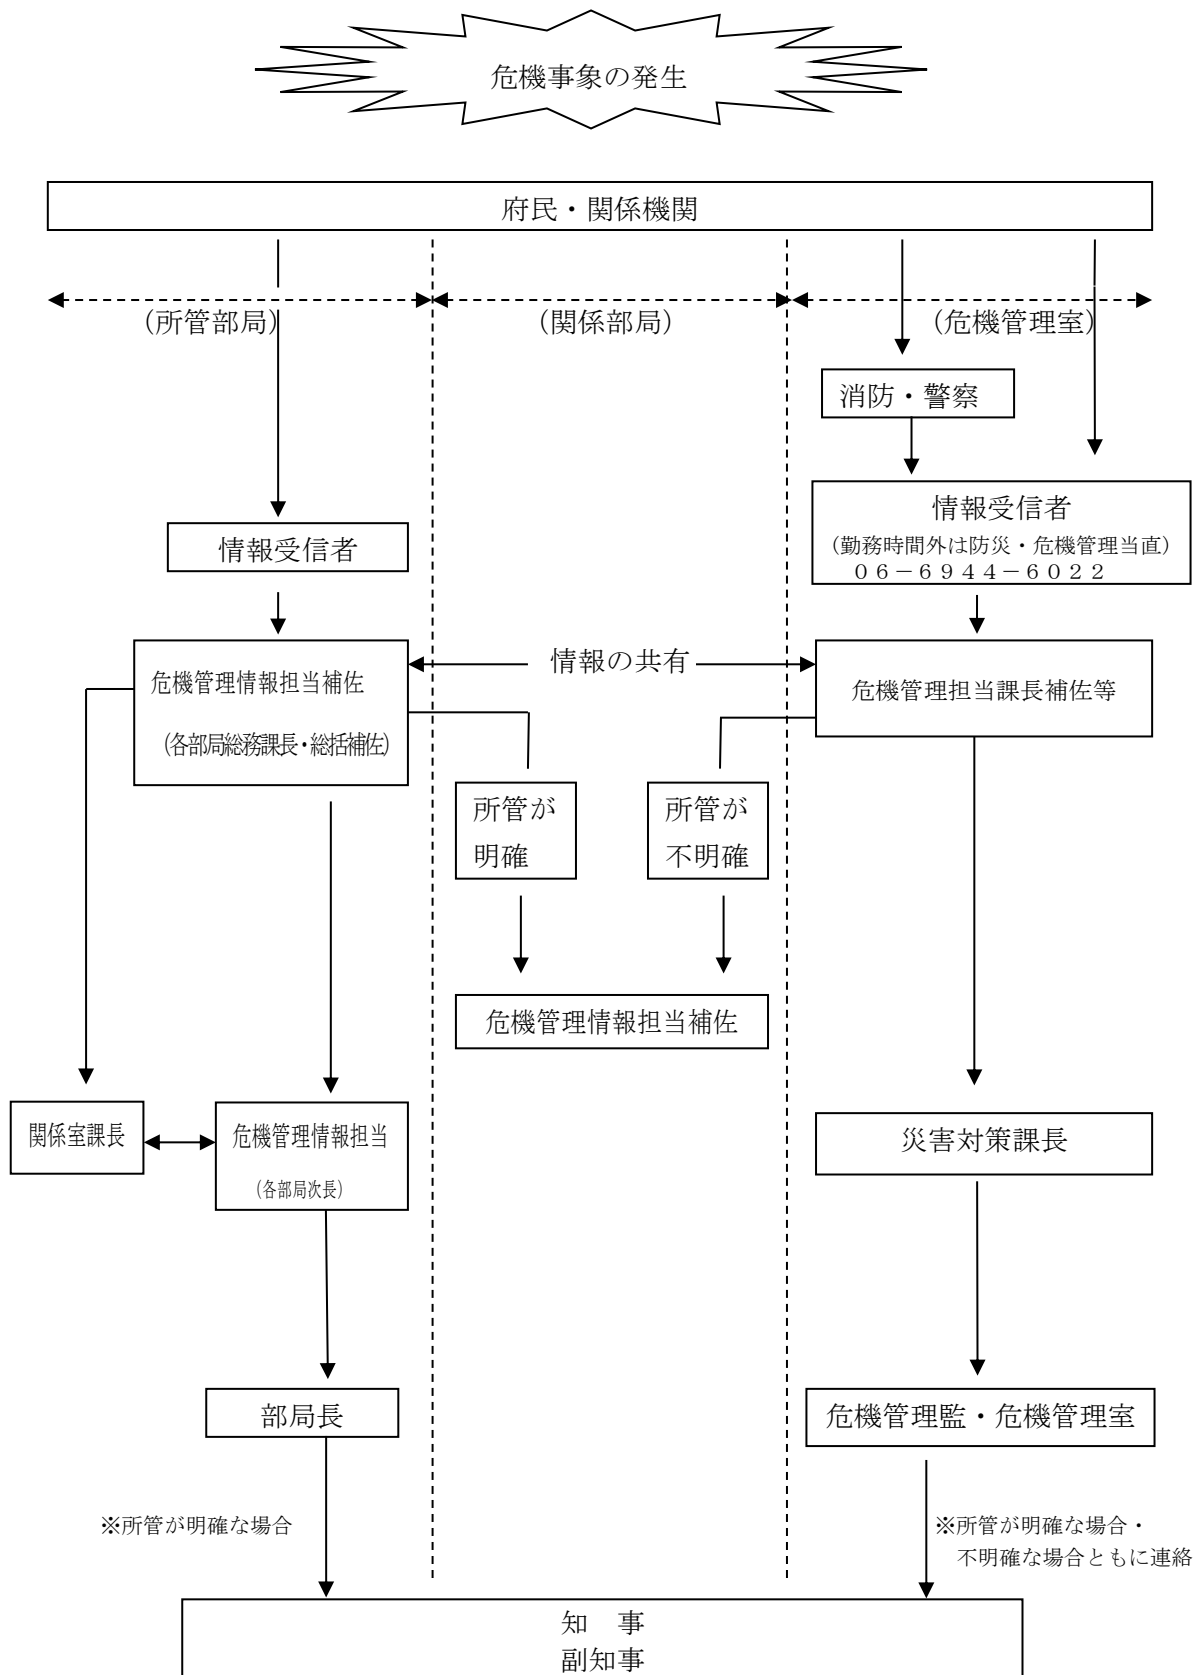 危機事象の発生
府民・関係機関
（所管部局）
（関係部局）
（危機管理室）
消防・警察
情報受信者
（勤務時間外は防災・危機管理当直）
０６－６９４４－６０２２
情報受信者
危機管理情報担当補佐
（各部局総務課長・総括補佐）
情報の共有
危機管理担当課長補佐等
所管が
明確
所管が
不明確
危機管理情報担当補佐
関係室課長
危機管理情報担当
（各部局次長）
災害対策課長
部局長
危機管理監・危機管理室
※所管が明確な場合
※所管が明確な場合・
不明確な場合ともに連絡
知　事
副知事